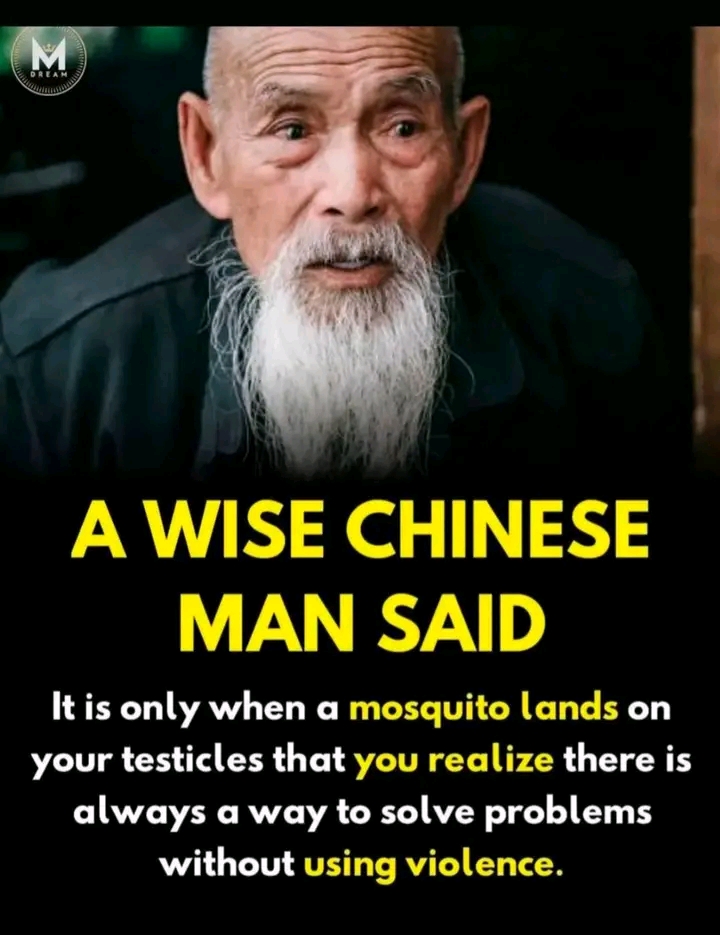 M
DREAM
A WISE CHINESE
MAN SAID
It is only when a mosquito lands on
your testicles that you realize there is
always a way to solve problems
without using violence.